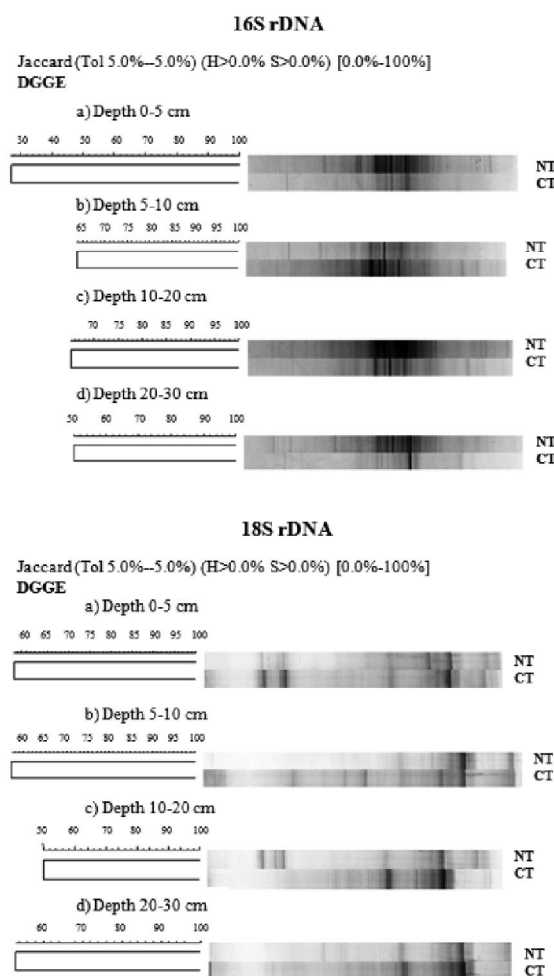 16S rDNA
Jaccard (Tol 5.0%--5.0%) (H>0.0% S>0.0%) [0.0%-100%]
DGGE
a) Depth 0-5 cm
30 40 50 60 70 80 90 100
NT
CT
b) Depth 5-10 cm
65 70 75 80 85 90 95 100
NT
CT
c) Depth 10-20 cm
70 75 80 85 90 95 100
NT
CT
d) Depth 20-30 cm
50 60 70 80 90 100
NT
CT
18S rDNA
Jaccard (Tol 5.0%--5.0%) (H>0.0% S>0.0%) [0.0%-100%]
DGGE
a) Depth 0-5 cm
60 65 70 75 80 85 90 95 100
NT
CT
b) Depth 5-10 cm
60 65 70 75 80 85 90 95 100
NT
CT
c) Depth 10-20 cm
50 60 70 80 90 100
NT
CT
d) Depth 20-30 cm
60 70 80 90 100
NT
CT